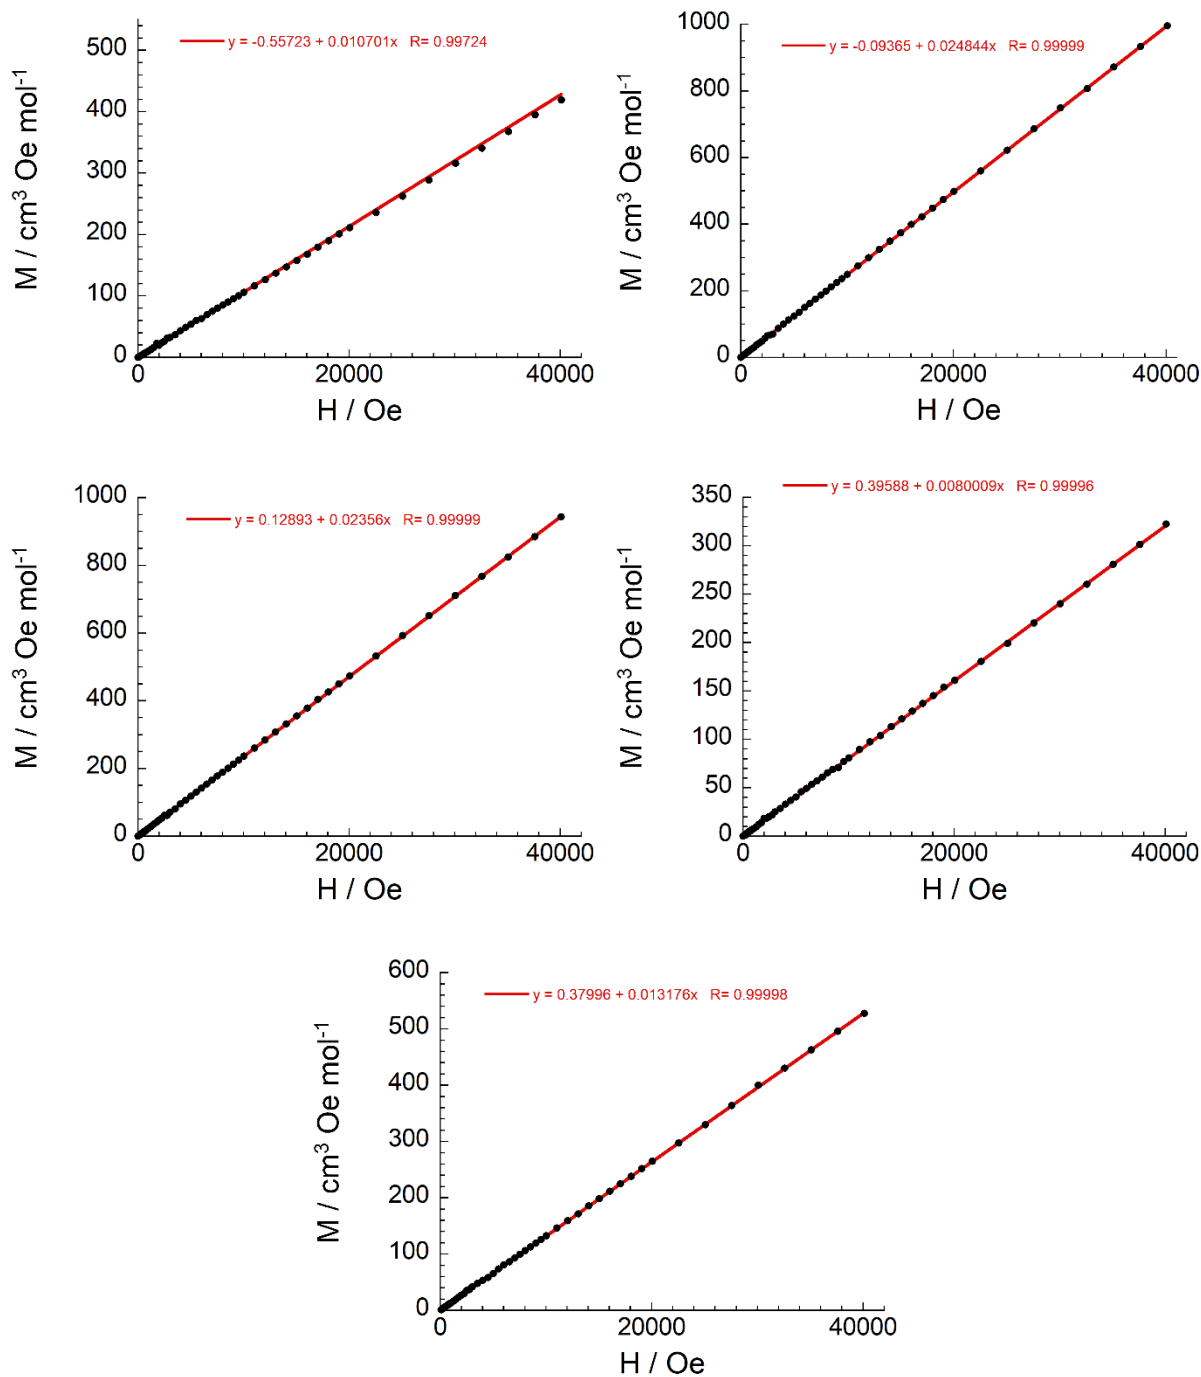 y = -0.55723 + 0.010701x R= 0.99724
500
400
300
200
100
0
M / cm³ Oe mol⁻¹
0 20000 40000
H / Oe
y = -0.09365 + 0.024844x R= 0.99999
1000
800
600
400
200
0
M / cm³ Oe mol⁻¹
0 20000 40000
H / Oe
y = 0.12893 + 0.02356x R= 0.99999
1000
800
600
400
200
0
M / cm³ Oe mol⁻¹
0 20000 40000
H / Oe
y = 0.39588 + 0.0080009x R= 0.99996
350
300
250
200
150
100
50
0
M / cm³ Oe mol⁻¹
0 20000 40000
H / Oe
y = 0.37996 + 0.013176x R= 0.99998
600
500
400
300
200
100
0
M / cm³ Oe mol⁻¹
0 20000 40000
H / Oe